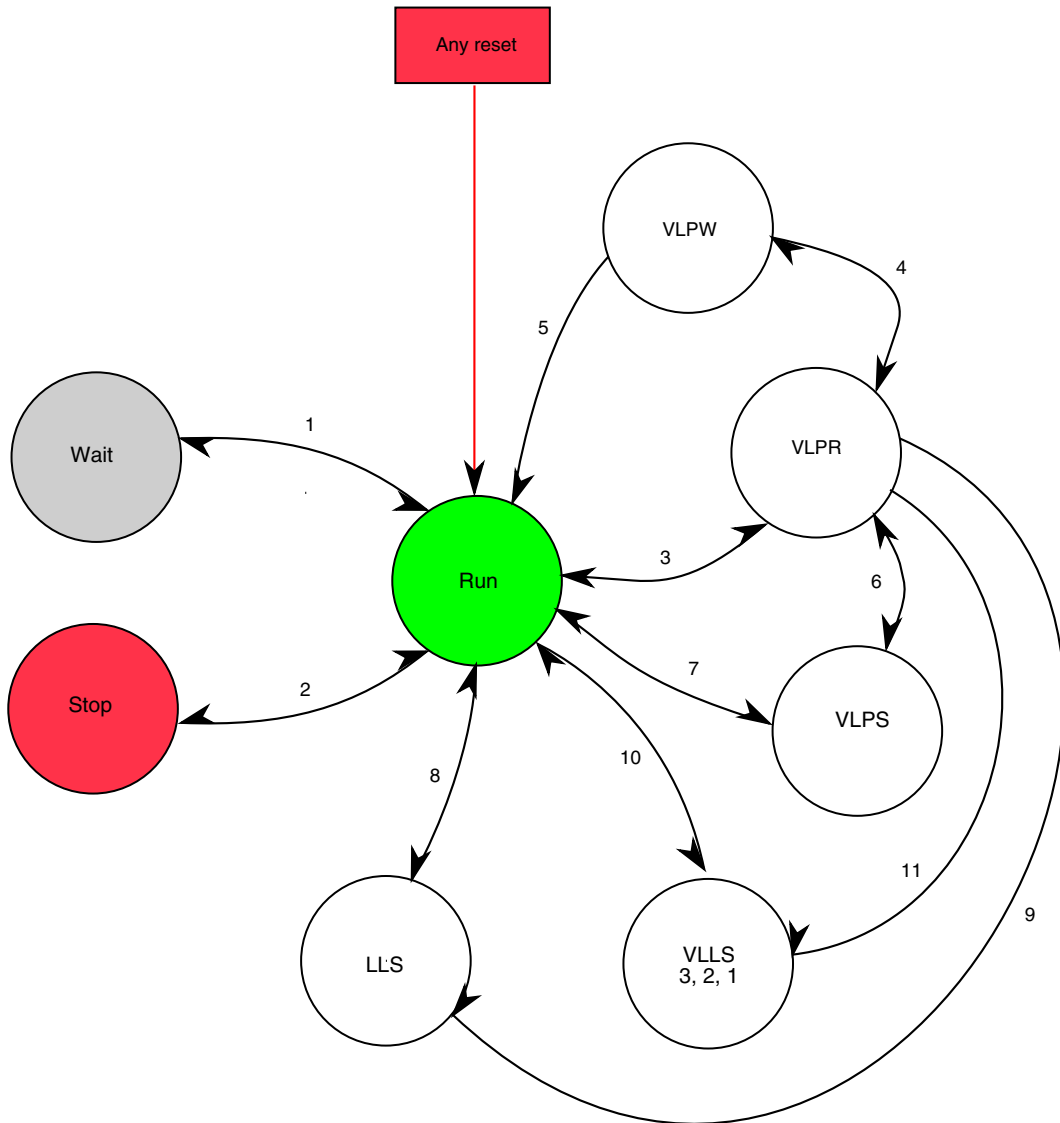 Any reset
VLPW
4
5
Wait
1
VLPR
Run
3
6
Stop
2
7
VLPS
10
8
11
9
LLS
VLLS
3, 2, 1